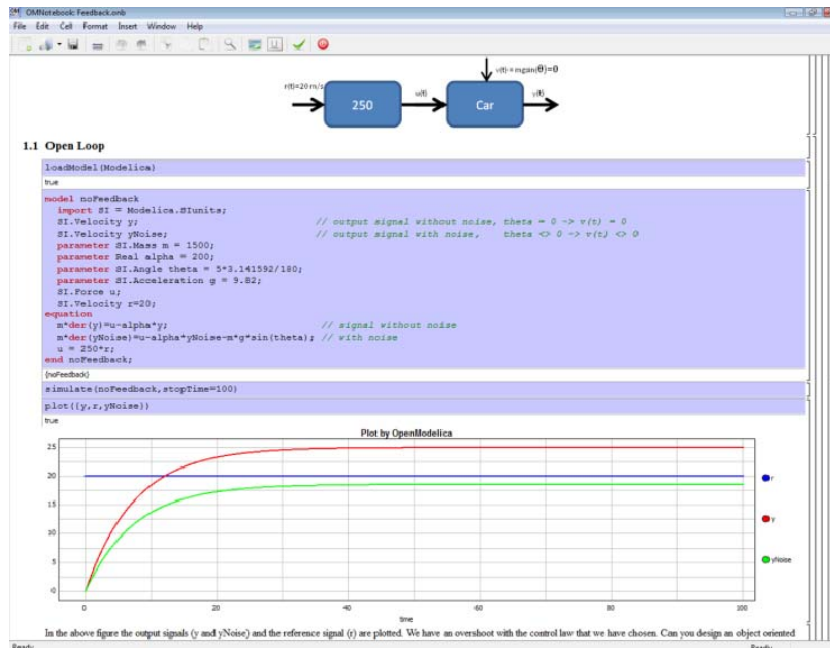 OMNotebook: Feedback.onb
File Edit Cell Format Insert Window Help
v(t)=mgsin(θ)=0
r(t)=20 m/s
250
u(t)
Car
y(t)
1.1 Open Loop
loadModel(Modelica)
true
model noFeedback
import SI = Modelica.SIunits;
SI.Velocity y; // output signal without noise, theta = 0 -> v(t) = 0
SI.Velocity yNoise; // output signal with noise, theta <> 0 -> v(t) <> 0
parameter SI.Mass m = 1500;
parameter Real alpha = 200;
parameter SI.Angle theta = 5*3.141592/180;
parameter SI.Acceleration g = 9.82;
SI.Force u;
SI.Velocity r=20;
equation
m*der(y)=u-alpha*y; // signal without noise
m*der(yNoise)=u-alpha*yNoise-m*g*sin(theta); // with noise
u = 250*r;
end noFeedback;
{noFeedback}
simulate(noFeedback,stopTime=100)
plot({y,r,yNoise})
true
Plot by OpenModelica
25
20
15
10
5
0
r
y
yNoise
0 20 40 60 80 100
time
In the above figure the output signals (y and yNoise) and the reference signal (r) are plotted. We have an overshoot with the control law that we have chosen. Can you design an object oriented
Ready
Ready